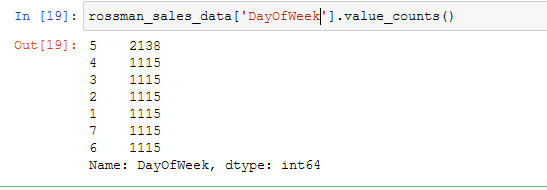 In [19]: rossman_sales_data['DayOfWeek'].value_counts()
Out[19]: 5    2138
4    1115
3    1115
2    1115
1    1115
7    1115
6    1115
Name: DayOfWeek, dtype: int64